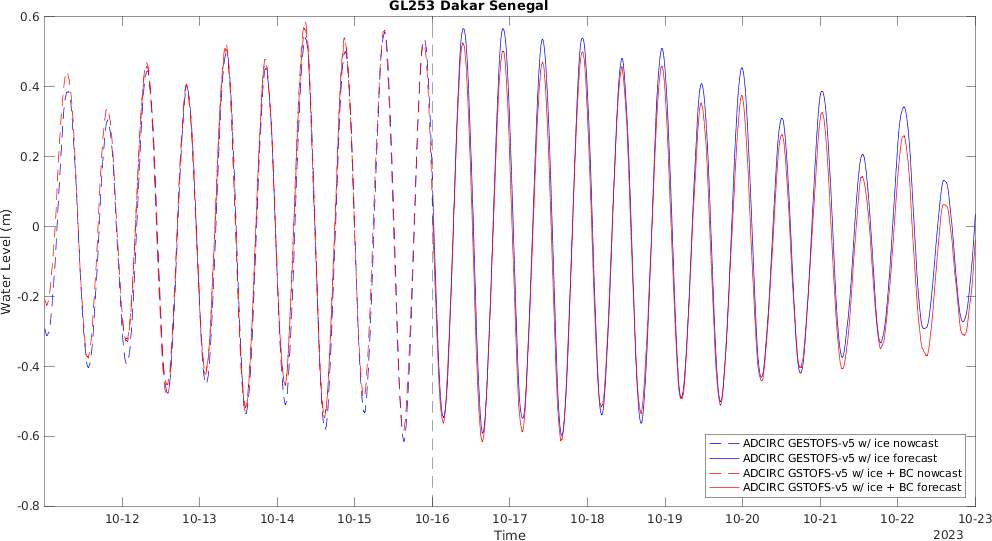 GL253 Dakar Senegal
0.6
0.4
0.2
0
-0.2
-0.4
-0.6
-0.8
Water Level (m)
ADCIRC GESTOFS-v5 w/ ice nowcast
ADCIRC GESTOFS-v5 w/ ice forecast
ADCIRC GSTOFS-v5 w/ ice + BC nowcast
ADCIRC GSTOFS-v5 w/ ice + BC forecast
10-12 10-13 10-14 10-15 10-16 10-17 10-18 10-19 10-20 10-21 10-22 10-23
Time
2023